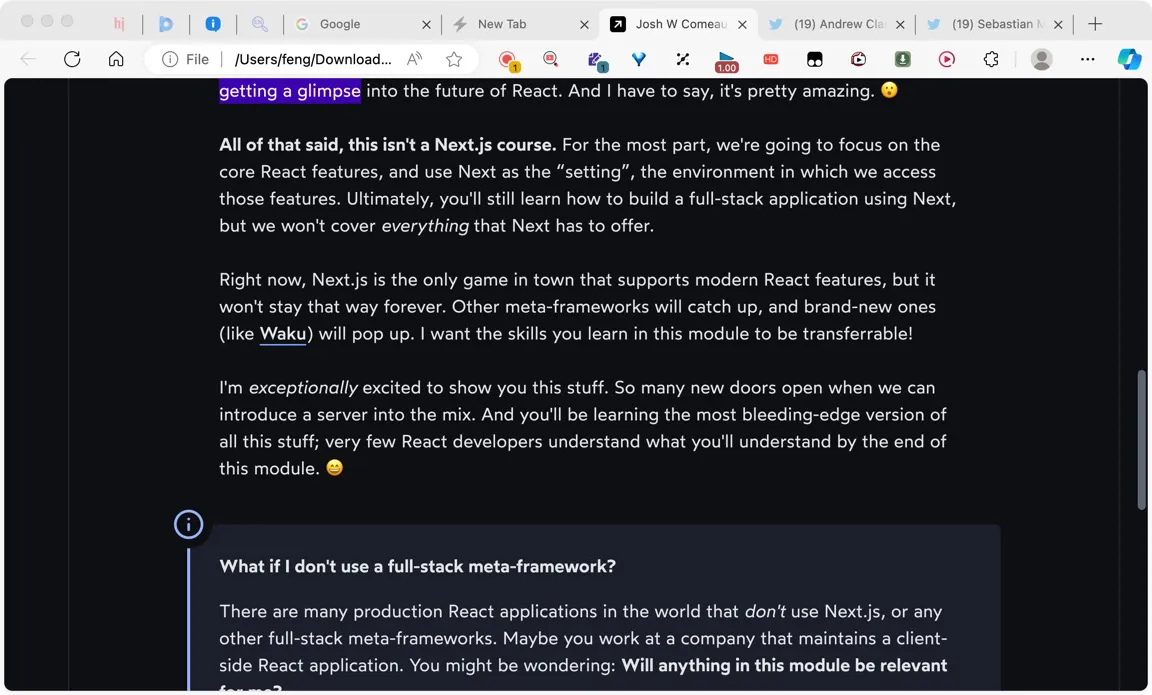 hj
Google
New Tab
Josh W Comeau
(19) Andrew Cla
(19) Sebastian M
File
/Users/feng/Download...
1
1
1.00
HD
getting a glimpse into the future of React. And I have to say, it's pretty amazing. 😮
All of that said, this isn't a Next.js course. For the most part, we're going to focus on the
core React features, and use Next as the “setting”, the environment in which we access
those features. Ultimately, you'll still learn how to build a full-stack application using Next,
but we won't cover everything that Next has to offer.
Right now, Next.js is the only game in town that supports modern React features, but it
won't stay that way forever. Other meta-frameworks will catch up, and brand-new ones
(like Waku) will pop up. I want the skills you learn in this module to be transferrable!
I'm exceptionally excited to show you this stuff. So many new doors open when we can
introduce a server into the mix. And you'll be learning the most bleeding-edge version of
all this stuff; very few React developers understand what you'll understand by the end of
this module. 😄
What if I don't use a full-stack meta-framework?
There are many production React applications in the world that don't use Next.js, or any
other full-stack meta-frameworks. Maybe you work at a company that maintains a client-
side React application. You might be wondering: Will anything in this module be relevant
for me?